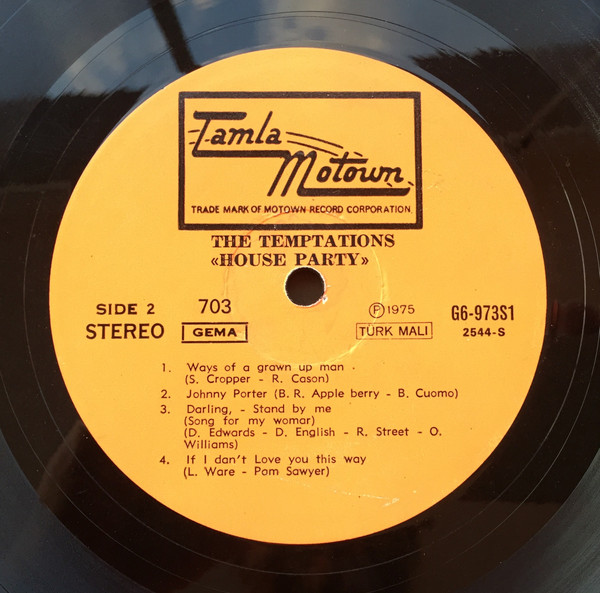 Tamla
Motown
TRADE MARK OF MOTOWN RECORD CORPORATION
THE TEMPTATIONS
«HOUSE PARTY»
SIDE 2
703
℗ 1975
G6-973S1
STEREO
GEMA
TÜRK MALI
2544-S
1. Ways of a grawn up man .
(S. Cropper - R. Cason)
2. Johnny Porter (B. R. Apple berry - B. Cuomo)
3. Darling, - Stand by me
(Song for my womar)
(D. Edwards - D. English - R. Street - O.
Williams)
4. If I dan't Love you this way
(L. Ware - Pom Sawyer)